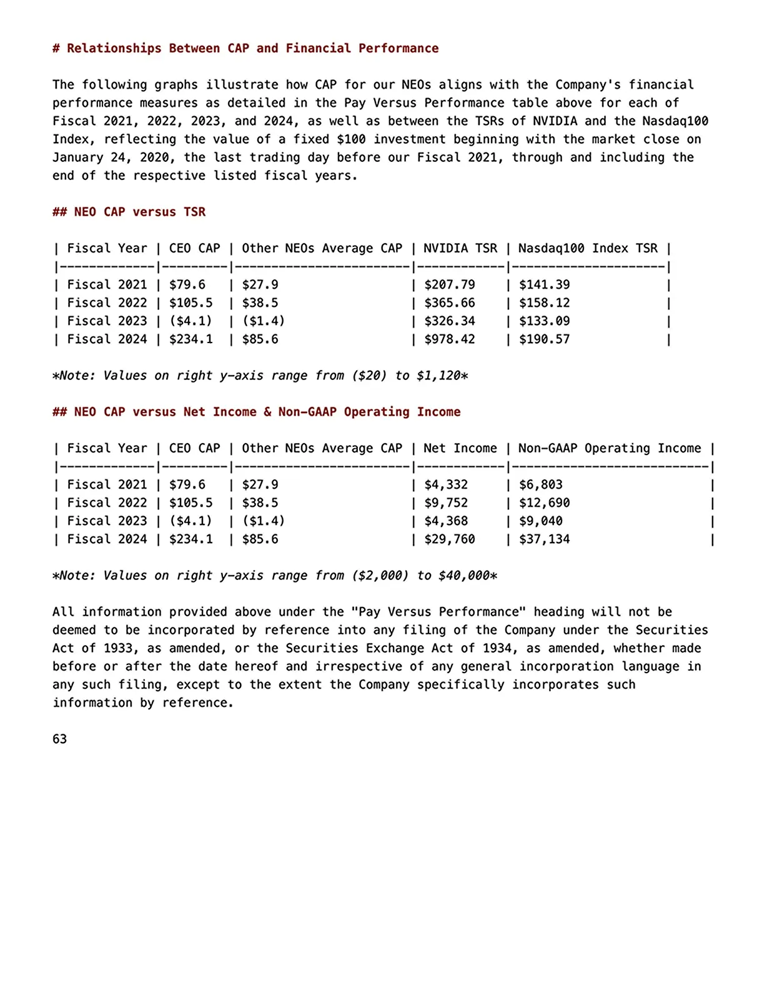 # Relationships Between CAP and Financial Performance
The following graphs illustrate how CAP for our NEOs aligns with the Company's financial
performance measures as detailed in the Pay Versus Performance table above for each of
Fiscal 2021, 2022, 2023, and 2024, as well as between the TSRs of NVIDIA and the Nasdaq100
Index, reflecting the value of a fixed $100 investment beginning with the market close on
January 24, 2020, the last trading day before our Fiscal 2021, through and including the
end of the respective listed fiscal years.
## NEO CAP versus TSR
| Fiscal Year | CEO CAP | Other NEOs Average CAP | NVIDIA TSR | Nasdaq100 Index TSR |
|-------------|---------|------------------------|------------|---------------------|
| Fiscal 2021 | $79.6   | $27.9                  | $207.79    | $141.39             |
| Fiscal 2022 | $105.5  | $38.5                  | $365.66    | $158.12             |
| Fiscal 2023 | ($4.1)  | ($1.4)                 | $326.34    | $133.09             |
| Fiscal 2024 | $234.1  | $85.6                  | $978.42    | $190.57             |
*Note: Values on right y-axis range from ($20) to $1,120*
## NEO CAP versus Net Income & Non-GAAP Operating Income
| Fiscal Year | CEO CAP | Other NEOs Average CAP | Net Income | Non-GAAP Operating Income |
|-------------|---------|------------------------|------------|---------------------------|
| Fiscal 2021 | $79.6   | $27.9                  | $4,332     | $6,803                    |
| Fiscal 2022 | $105.5  | $38.5                  | $9,752     | $12,690                   |
| Fiscal 2023 | ($4.1)  | ($1.4)                 | $4,368     | $9,040                    |
| Fiscal 2024 | $234.1  | $85.6                  | $29,760    | $37,134                   |
*Note: Values on right y-axis range from ($2,000) to $40,000*
All information provided above under the "Pay Versus Performance" heading will not be
deemed to be incorporated by reference into any filing of the Company under the Securities
Act of 1933, as amended, or the Securities Exchange Act of 1934, as amended, whether made
before or after the date hereof and irrespective of any general incorporation language in
any such filing, except to the extent the Company specifically incorporates such
information by reference.
63